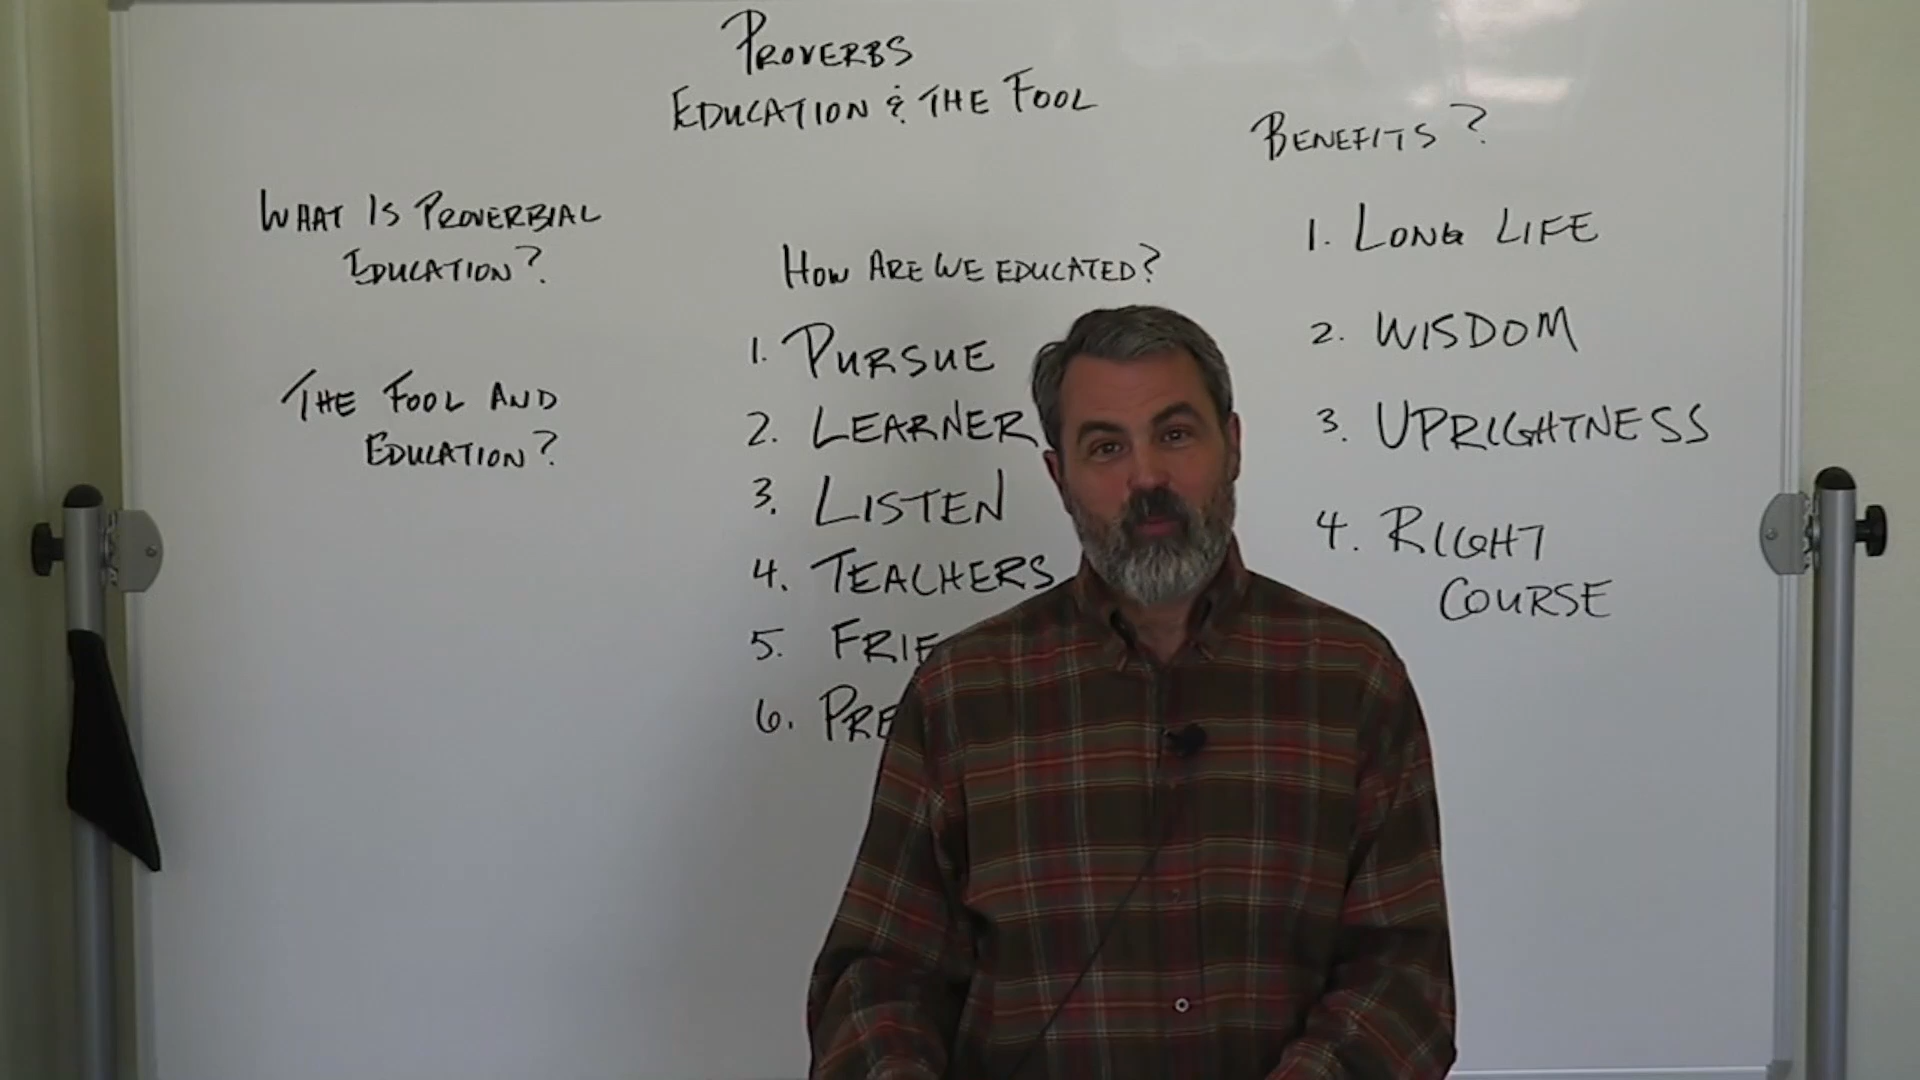 PROVERBS
EDUCATION & THE FOOL
WHAT IS PROVERBIAL
EDUCATION?
THE FOOL AND
EDUCATION?
HOW ARE WE EDUCATED?
1. PURSUE
2. LEARNER
3. LISTEN
4. TEACHERS
5.
6.
BENEFITS?
1. LONG LIFE
2. WISDOM
3. UPRIGHTNESS
4. RIGHT
COURSE